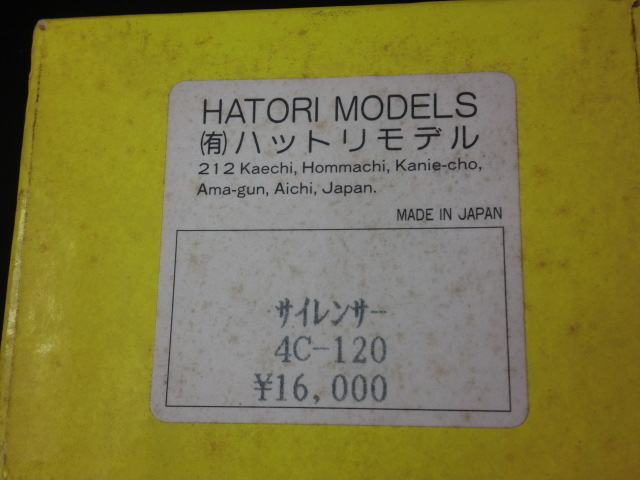 HATORI MODELS
(有)ハットリモデル
212 Kaechi, Hommachi, Kanie-cho,
Ama-gun, Aichi, Japan.
MADE IN JAPAN
サイレンサー
4C-120
¥16,000